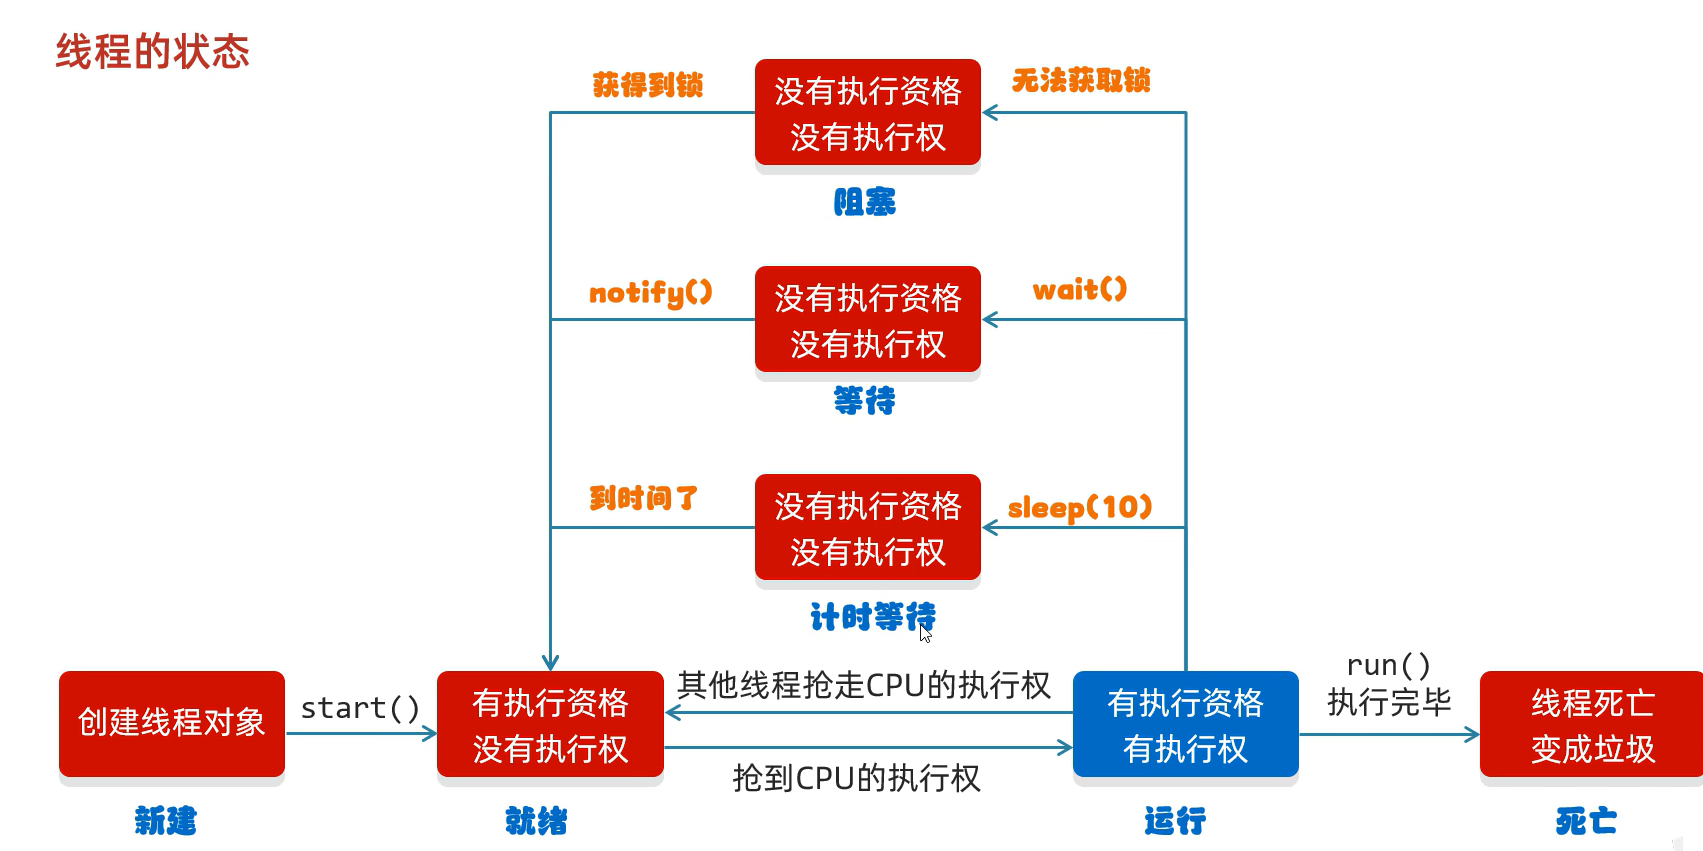 线程的状态
获得到锁
没有执行资格
没有执行权
无法获取锁
阻塞
notify()
没有执行资格
没有执行权
wait()
等待
到时间了
没有执行资格
没有执行权
sleep(10)
计时等待
创建线程对象
start()
有执行资格
没有执行权
其他线程抢走CPU的执行权
抢到CPU的执行权
有执行资格
有执行权
run()
执行完毕
线程死亡
变成垃圾
新建
就绪
运行
死亡